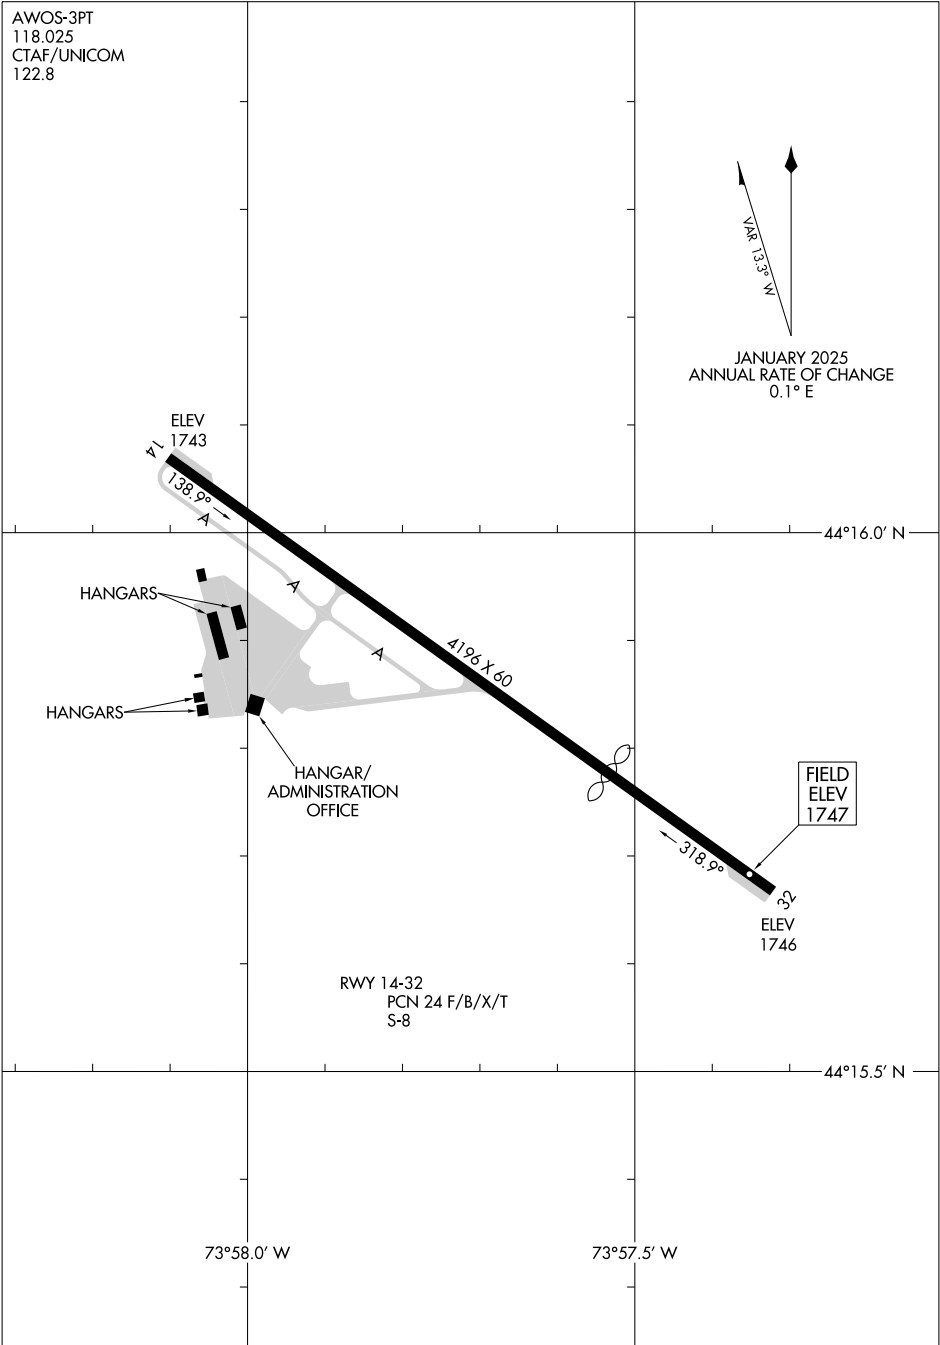 AWOS-3PT
118.025
CTAF/UNICOM
122.8
VAR 13.3° W
JANUARY 2025
ANNUAL RATE OF CHANGE
0.1° E
ELEV
1743
14
138.9°
A
44°16.0' N
A
HANGARS
A
4196 X 60
HANGARS
HANGAR/
ADMINISTRATION
OFFICE
FIELD
ELEV
1747
318.9°
32
ELEV
1746
RWY 14-32
PCN 24 F/B/X/T
S-8
44°15.5' N
73°58.0' W
73°57.5' W